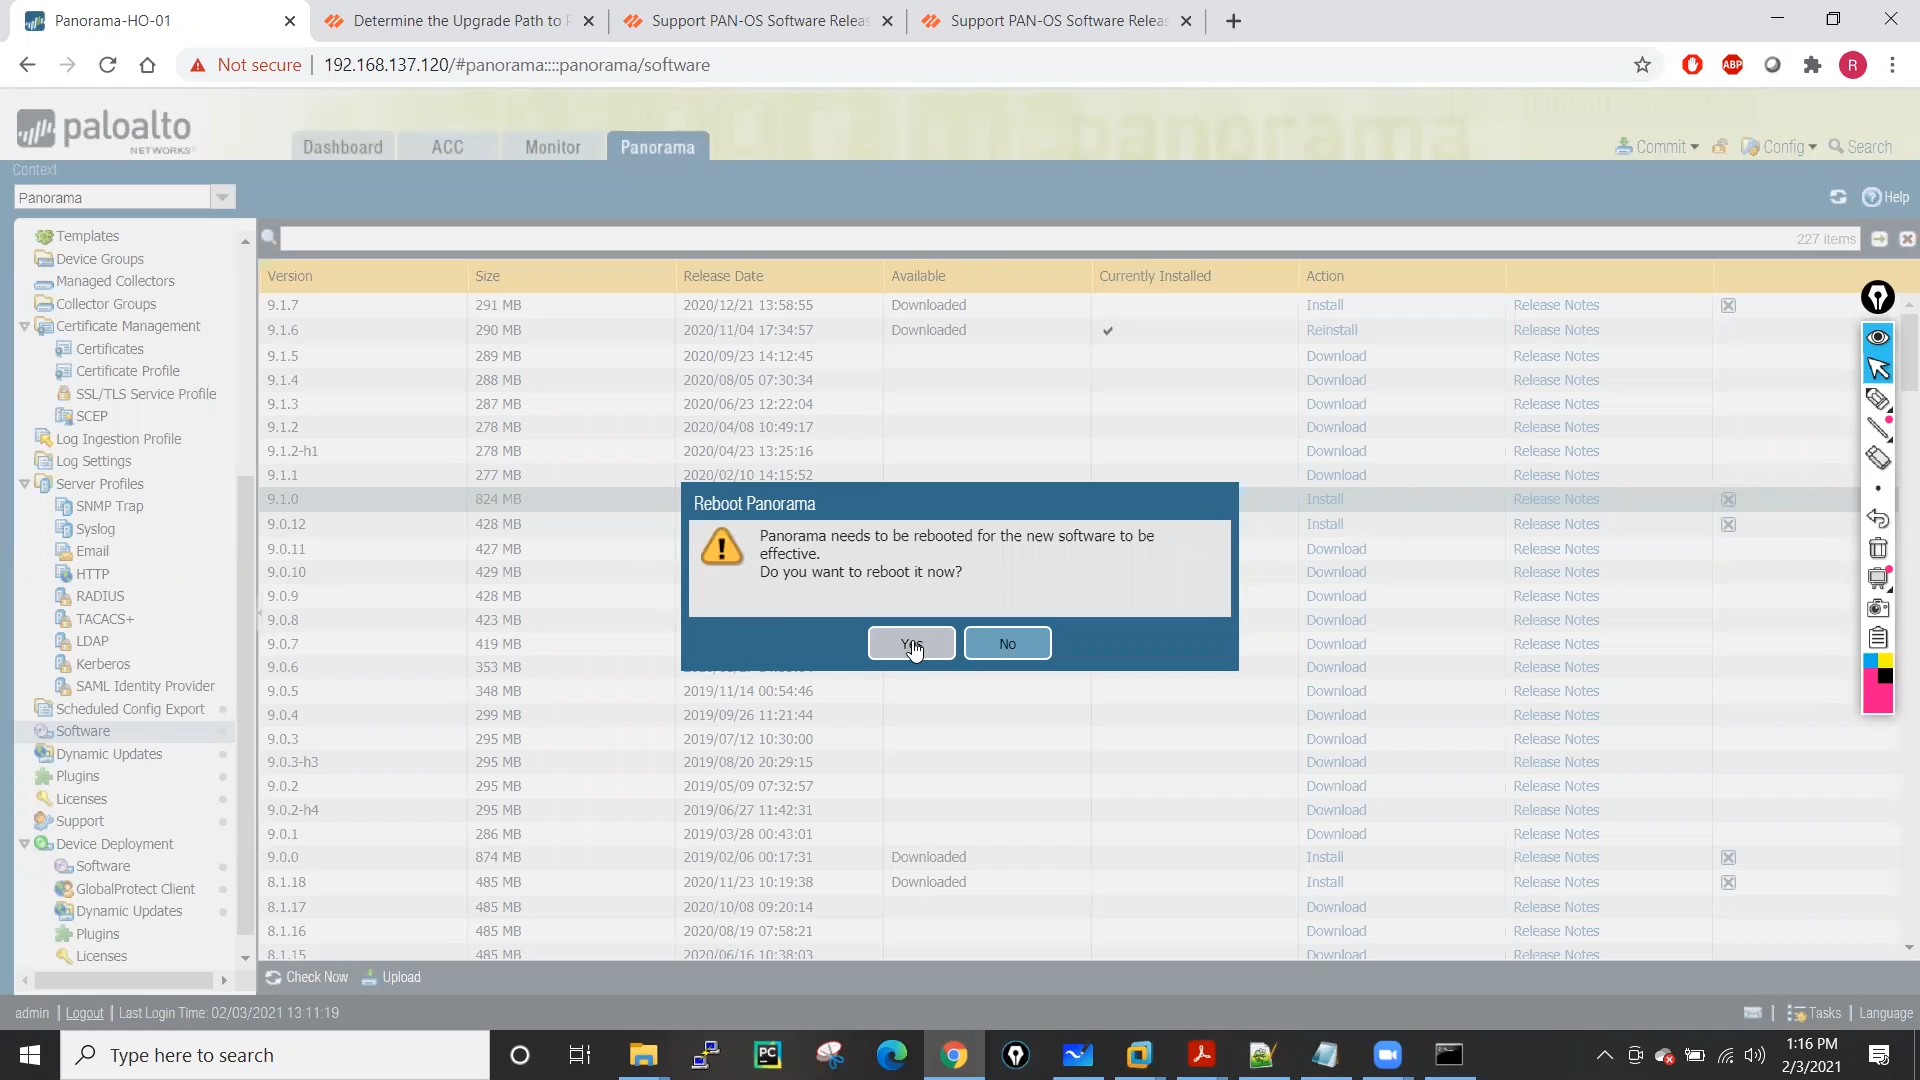 Panorama-HO-01
Determine the Upgrade Path to
Support PAN-OS Software Releas
Support PAN-OS Software Releas
Not secure | 192.168.137.120/#panorama::::panorama/software
ABP
R
paloalto
NETWORKS
Dashboard ACC Monitor Panorama
Commit Config Search
Context
Panorama
Help
Templates
Device Groups
Managed Collectors
Collector Groups
Certificate Management
Certificates
Certificate Profile
SSL/TLS Service Profile
SCEP
Log Ingestion Profile
Log Settings
Server Profiles
SNMP Trap
Syslog
Email
HTTP
RADIUS
TACACS+
LDAP
Kerberos
SAML Identity Provider
Scheduled Config Export
Software
Dynamic Updates
Plugins
Licenses
Support
Device Deployment
Software
GlobalProtect Client
Dynamic Updates
Plugins
Licenses
227 items
Version Size Release Date Available Currently Installed Action
9.1.7 291 MB 2020/12/21 13:58:55 Downloaded Install Release Notes
9.1.6 290 MB 2020/11/04 17:34:57 Downloaded ✔ Reinstall Release Notes
9.1.5 289 MB 2020/09/23 14:12:45 Download Release Notes
9.1.4 288 MB 2020/08/05 07:30:34 Download Release Notes
9.1.3 287 MB 2020/06/23 12:22:04 Download Release Notes
9.1.2 278 MB 2020/04/08 10:49:17 Download Release Notes
9.1.2-h1 278 MB 2020/04/23 13:25:16 Download Release Notes
9.1.1 277 MB 2020/02/10 14:15:52 Download Release Notes
9.1.0 824 MB Install Release Notes
9.0.12 428 MB Install Release Notes
9.0.11 427 MB Download Release Notes
9.0.10 429 MB Download Release Notes
9.0.9 428 MB Download Release Notes
9.0.8 423 MB Download Release Notes
9.0.7 419 MB Download Release Notes
9.0.6 353 MB Download Release Notes
9.0.5 348 MB 2019/11/14 00:54:46 Download Release Notes
9.0.4 299 MB 2019/09/26 11:21:44 Download Release Notes
9.0.3 295 MB 2019/07/12 10:30:00 Download Release Notes
9.0.3-h3 295 MB 2019/08/20 20:29:15 Download Release Notes
9.0.2 295 MB 2019/05/09 07:32:57 Download Release Notes
9.0.2-h4 295 MB 2019/06/27 11:42:31 Download Release Notes
9.0.1 286 MB 2019/03/28 00:43:01 Download Release Notes
9.0.0 874 MB 2019/02/06 00:17:31 Downloaded Install Release Notes
8.1.18 485 MB 2020/11/23 10:19:38 Downloaded Install Release Notes
8.1.17 485 MB 2020/10/08 09:20:14 Download Release Notes
8.1.16 485 MB 2020/08/19 07:58:21 Download Release Notes
8.1.15 485 MB 2020/06/16 10:38:03 Download Release Notes
Reboot Panorama
Panorama needs to be rebooted for the new software to be
effective.
Do you want to reboot it now?
Yes No
Check Now Upload
admin | Logout | Last Login Time: 02/03/2021 13:11:19
Tasks | Language
Type here to search
PC
1:16 PM
2/3/2021